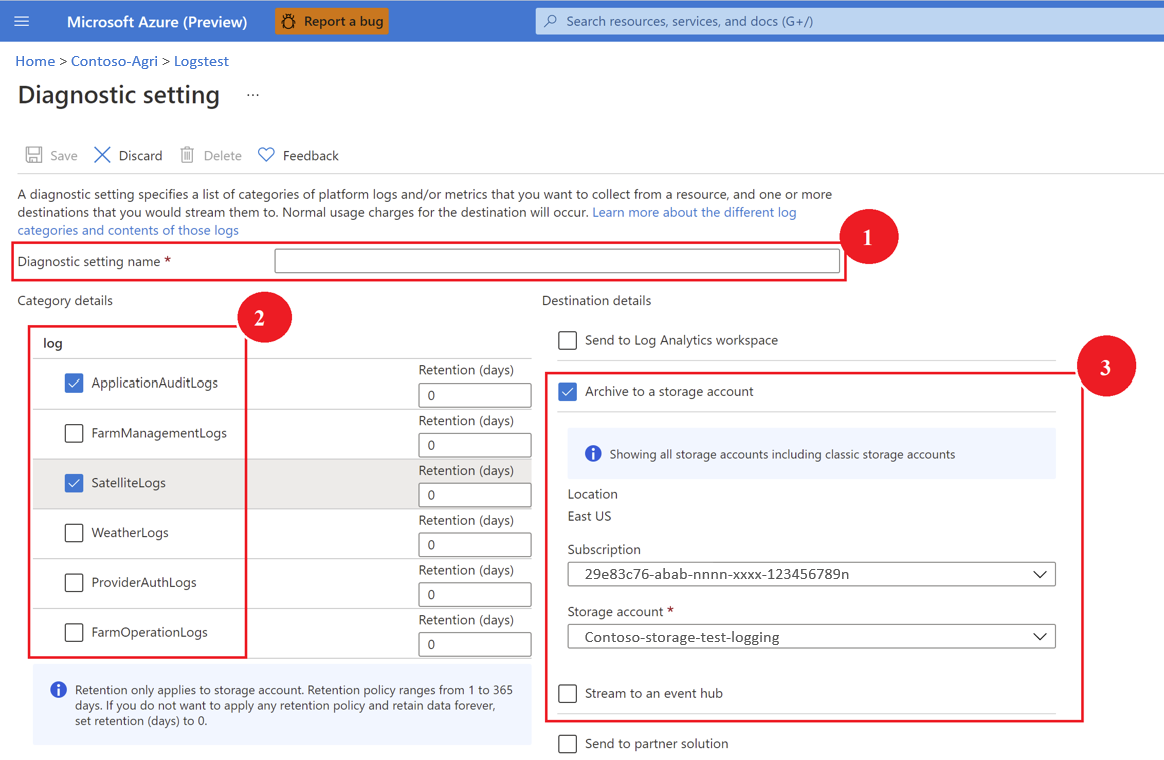 Microsoft Azure (Preview)
Report a bug
Search resources, services, and docs (G+/)
Home > Contoso-Agri > Logstest
Diagnostic setting ...
Save
Discard
Delete
Feedback
A diagnostic setting specifies a list of categories of platform logs and/or metrics that you want to collect from a resource, and one or more
destinations that you would stream them to. Normal usage charges for the destination will occur. Learn more about the different log
categories and contents of those logs
1
Diagnostic setting name *
Category details
2
log
ApplicationAuditLogs
Retention (days)
0
FarmManagementLogs
Retention (days)
0
SatelliteLogs
Retention (days)
0
WeatherLogs
Retention (days)
0
ProviderAuthLogs
Retention (days)
0
FarmOperationLogs
Retention (days)
0
Retention only applies to storage account. Retention policy ranges from 1 to 365
days. If you do not want to apply any retention policy and retain data forever,
set retention (days) to 0.
Destination details
Send to Log Analytics workspace
3
Archive to a storage account
Showing all storage accounts including classic storage accounts
Location
East US
Subscription
29e83c76-abab-nnnn-xxxx-123456789n
Storage account *
Contoso-storage-test-logging
Stream to an event hub
Send to partner solution